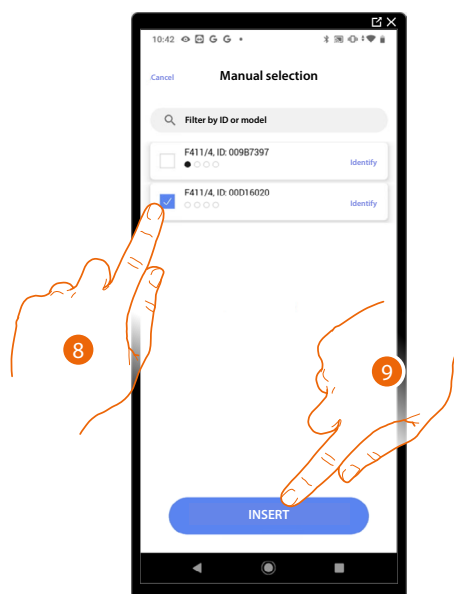 10:42 G G
Cancel
Manual selection
Filter by ID or model
F411/4, ID: 009B7397
Identify
F411/4, ID: 00D16020
Identify
8
9
INSERT